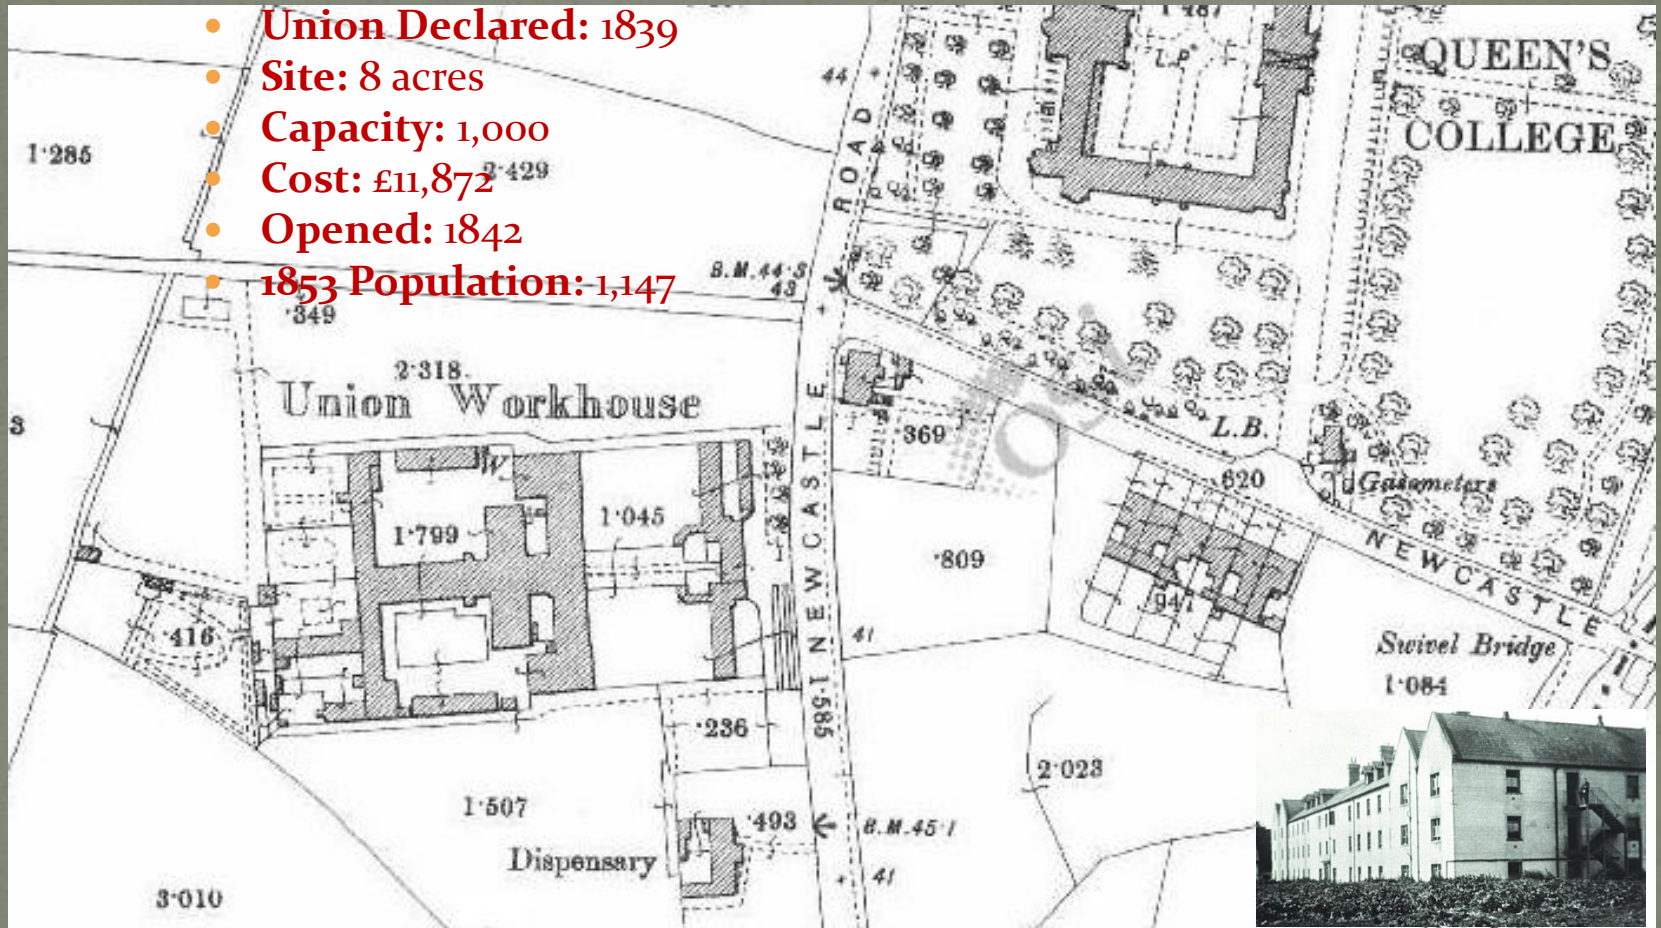 Union Declared: 1839
Site: 8 acres
Capacity: 1,000
Cost: £11,872
Opened: 1842
1853 Population: 1,147
1·487
L.P.
QUEEN'S
COLLEGE
44
ROAD
1·285
2·429
B.M.44·8
43
·349
2·318.
Union Workhouse
W
1·799
1·045
·369
L.B.
·620
Gasometers
NEWCASTLE
NEWCASTLE
·809
·941
·416
41
Swivel Bridge
1·084
·236
1·585
2·023
1·507
·493
B.M.45·1
Dispensary
41
3·010
3